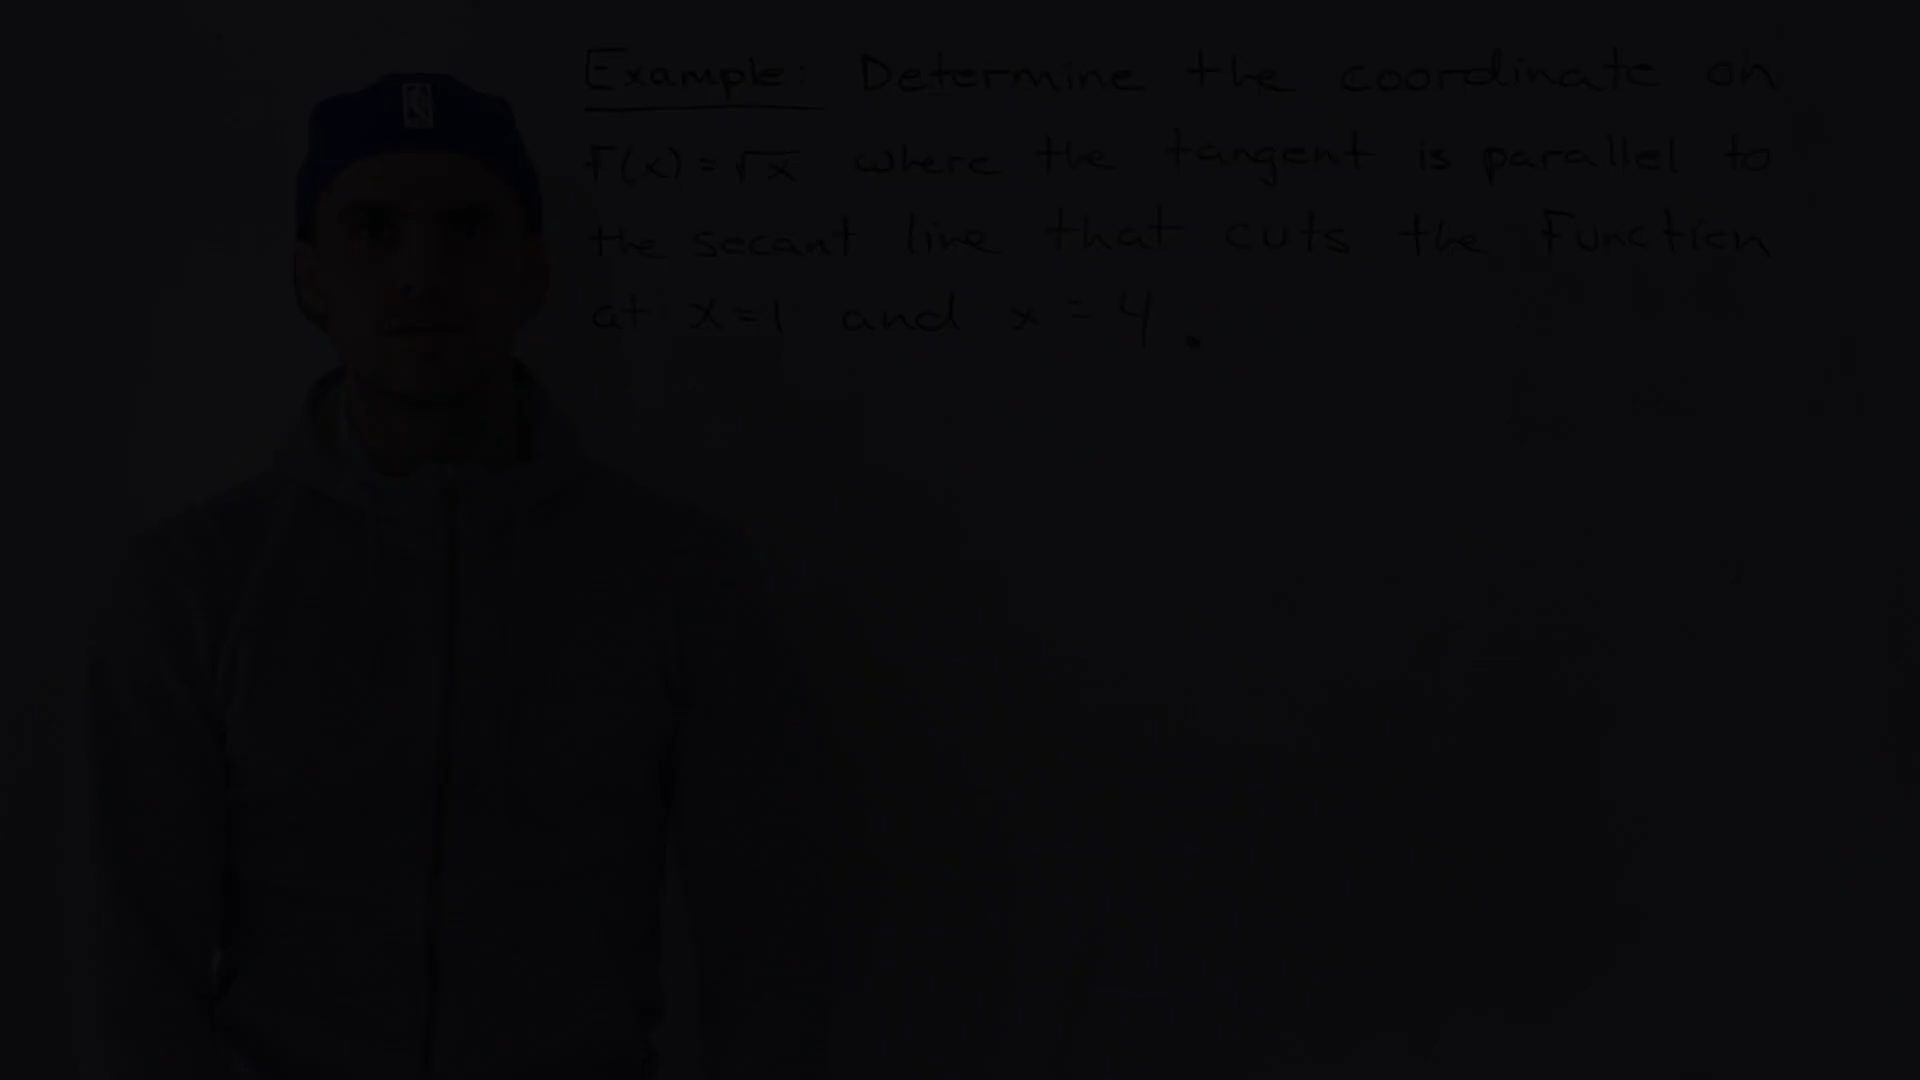 Example: Determine the coordinate on
f(x) = √x where the tangent is parallel to
the secant line that cuts the function
at x = 1 and x = 4.